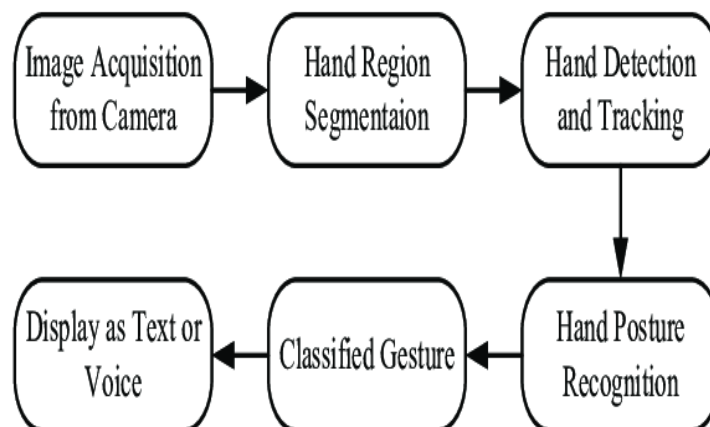 Image Acquisition
from Camera
Hand Region
Segmentaion
Hand Detection
and Tracking
Hand Posture
Recognition
Classified Gesture
Display as Text or
Voice